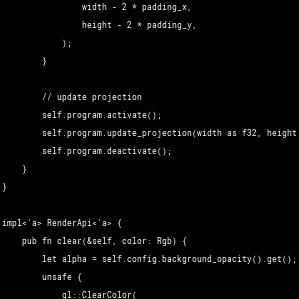 width - 2 * padding_x,
height - 2 * padding_y,
);
}
// update projection
self.program.activate();
self.program.update_projection(width as f32, height
self.program.deactivate();
}
}
impl<'a> RenderApi<'a> {
pub fn clear(&self, color: Rgb) {
let alpha = self.config.background_opacity().get();
unsafe {
gl::ClearColor(